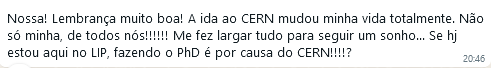 Nossa! Lembrança muito boa! A ida ao CERN mudou minha vida totalmente. Não
só minha, de todos nós!!!!!! Me fez largar tudo para seguir um sonho... Se hj
estou aqui no LIP, fazendo o PhD é por causa do CERN!!!!?
20:46